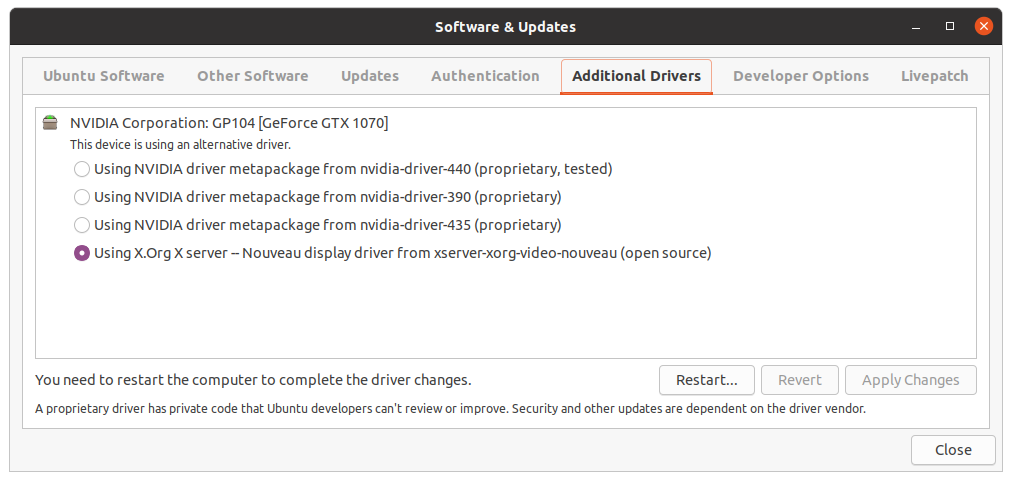 Software & Updates
Ubuntu Software Other Software Updates Authentication Additional Drivers Developer Options Livepatch
NVIDIA Corporation: GP104 [GeForce GTX 1070]
This device is using an alternative driver.
Using NVIDIA driver metapackage from nvidia-driver-440 (proprietary, tested)
Using NVIDIA driver metapackage from nvidia-driver-390 (proprietary)
Using NVIDIA driver metapackage from nvidia-driver-435 (proprietary)
Using X.Org X server -- Nouveau display driver from xserver-xorg-video-nouveau (open source)
You need to restart the computer to complete the driver changes. Restart... Revert Apply Changes
A proprietary driver has private code that Ubuntu developers can't review or improve. Security and other updates are dependent on the driver vendor.
Close